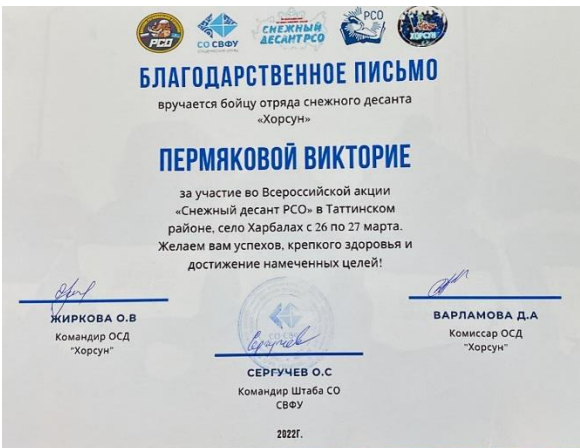 РСО
СО СВФУ
СНЕЖНЫЙ
ДЕСАНТ РСО
РСО
ХОРСУН
БЛАГОДАРСТВЕННОЕ ПИСЬМО
вручается бойцу отряда снежного десанта
«Хорсун»
ПЕРМЯКОВОЙ ВИКТОРИЕ
за участие во Всероссийской акции
«Снежный десант РСО» в Таттинском
районе, село Харбалах с 26 по 27 марта.
Желаем вам успехов, крепкого здоровья и
достижение намеченных целей!
ЖИРКОВА О.В
Командир ОСД
"Хорсун"
ВАРЛАМОВА Д.А
Комиссар ОСД
"Хорсун"
СО СВФУ
СЕРГУЧЕВ О.С
Командир Штаба СО
СВФУ
2022Г.